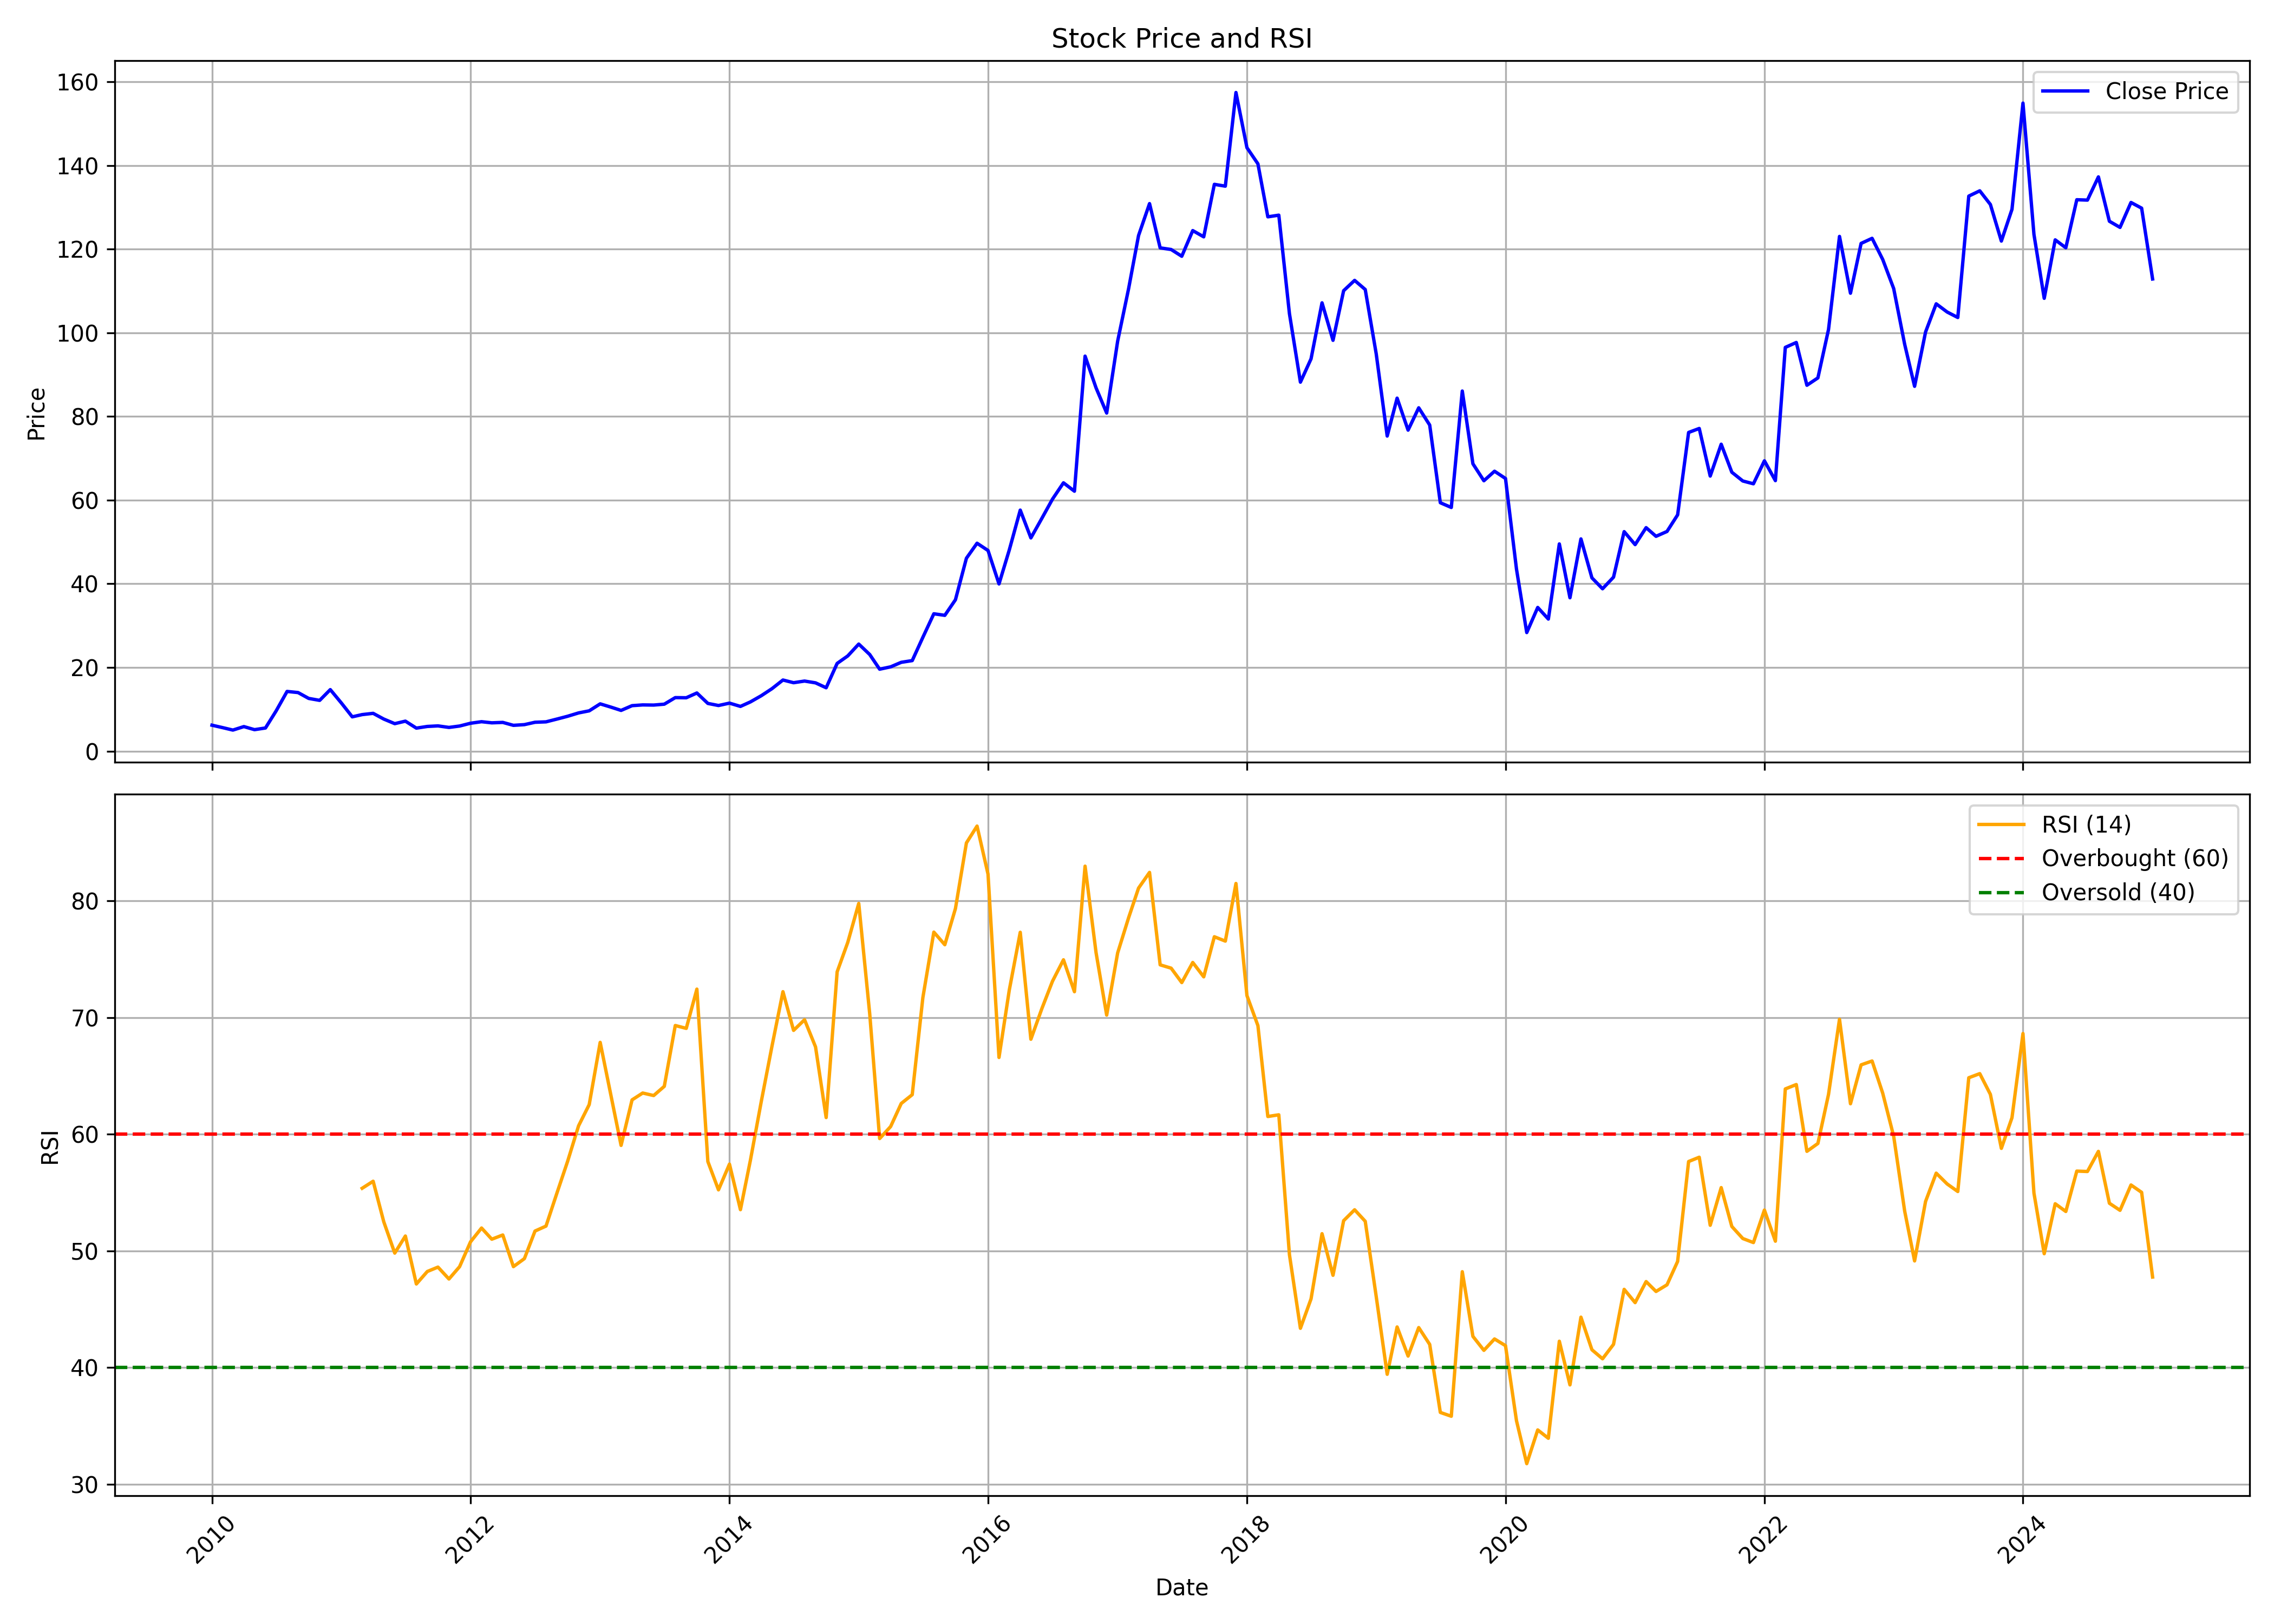 Stock Price and RSI
160
140
120
100
80
60
40
20
0
Price
Close Price
80
70
60
50
40
30
RSI
RSI (14)
Overbought (60)
Oversold (40)
2010
2012
2014
2016
2018
2020
2022
2024
Date